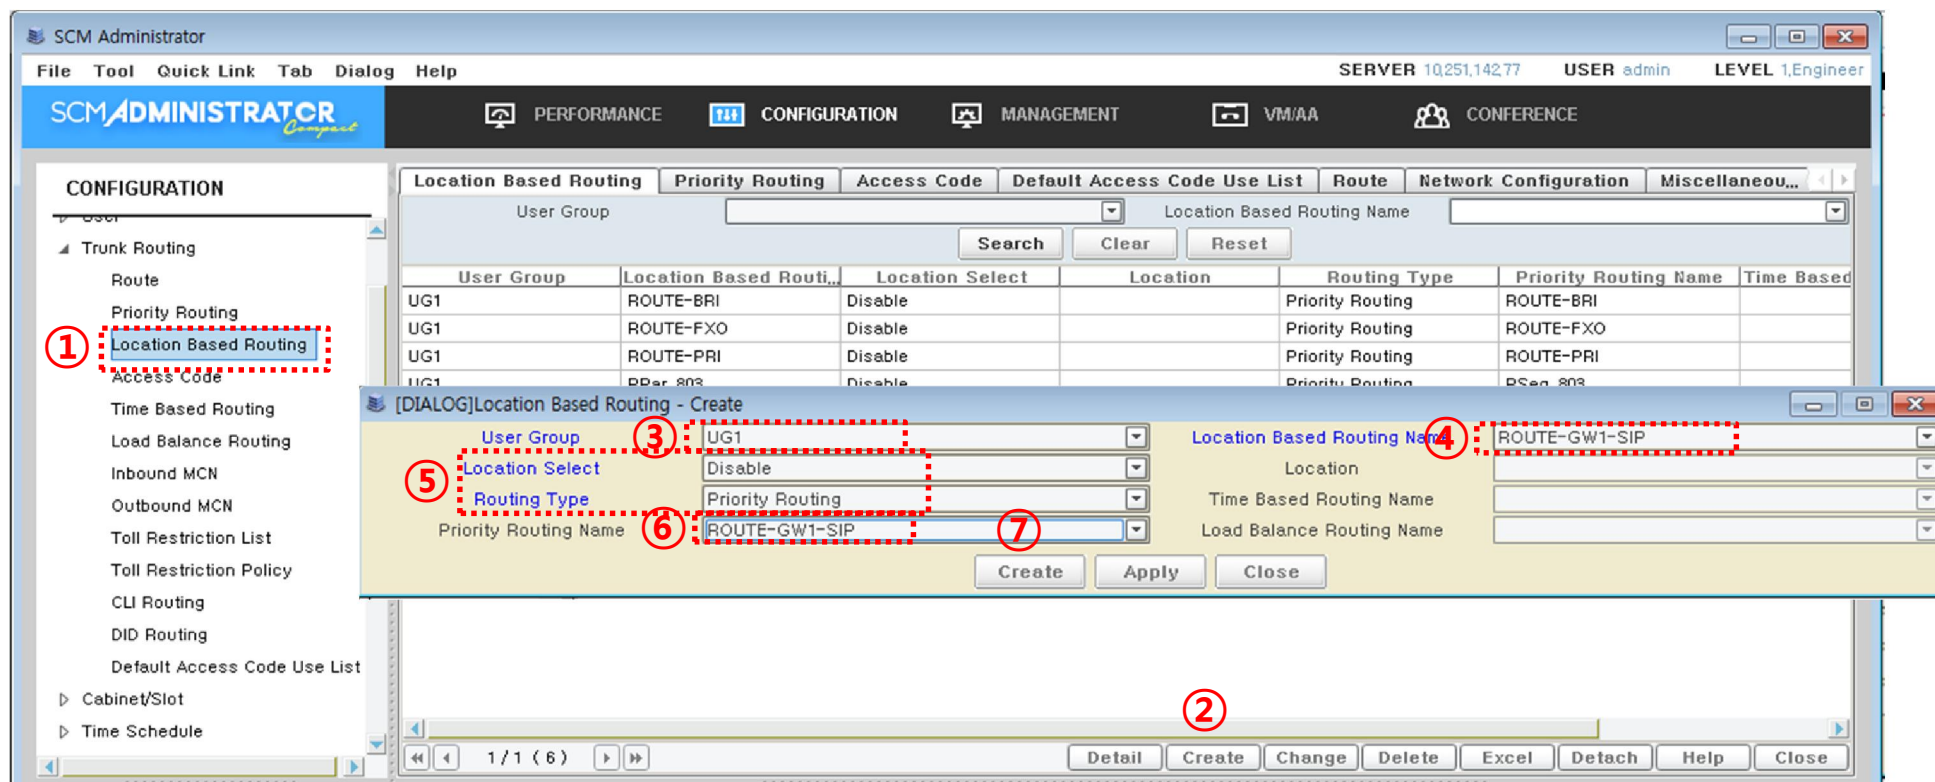 SCM Administrator
File Tool Quick Link Tab Dialog Help SERVER 10,251,142,77 USER admin LEVEL 1,Engineer
SCM ADMINISTRATOR Compact PERFORMANCE CONFIGURATION MANAGEMENT VM/AA CONFERENCE
CONFIGURATION
User
Trunk Routing
Route
Priority Routing
① Location Based Routing
Access Code
Time Based Routing
Load Balance Routing
Inbound MCN
Outbound MCN
Toll Restriction List
Toll Restriction Policy
CLI Routing
DID Routing
Default Access Code Use List
Cabinet/Slot
Time Schedule
Location Based Routing Priority Routing Access Code Default Access Code Use List Route Network Configuration Miscellaneou...
User Group Location Based Routing Name
Search Clear Reset
User Group Location Based Routi... Location Select Location Routing Type Priority Routing Name Time Based
UG1 ROUTE-BRI Disable Priority Routing ROUTE-BRI
UG1 ROUTE-FXO Disable Priority Routing ROUTE-FXO
UG1 ROUTE-PRI Disable Priority Routing ROUTE-PRI
UG1 RPar_803 Disable Priority Routing RSeq_803
[DIALOG]Location Based Routing - Create
User Group ③ UG1 Location Based Routing Name ④ ROUTE-GW1-SIP
⑤ Location Select Disable Location
Routing Type Priority Routing Time Based Routing Name
Priority Routing Name ⑥ ROUTE-GW1-SIP ⑦ Load Balance Routing Name
Create Apply Close
②
1/1 (6) Detail Create Change Delete Excel Detach Help Close